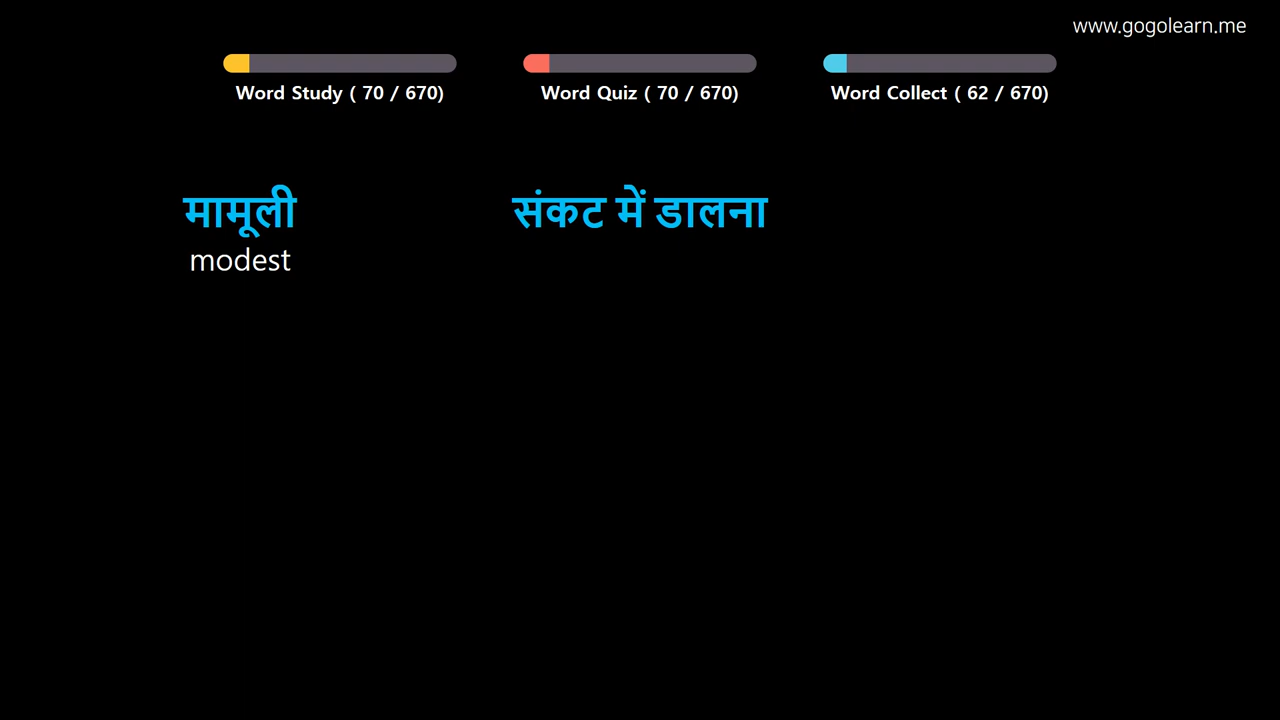 www.gogolearn.me
Word Study ( 70 / 670)
Word Quiz ( 70 / 670)
Word Collect ( 62 / 670)
मामूली
modest
संकट में डालना